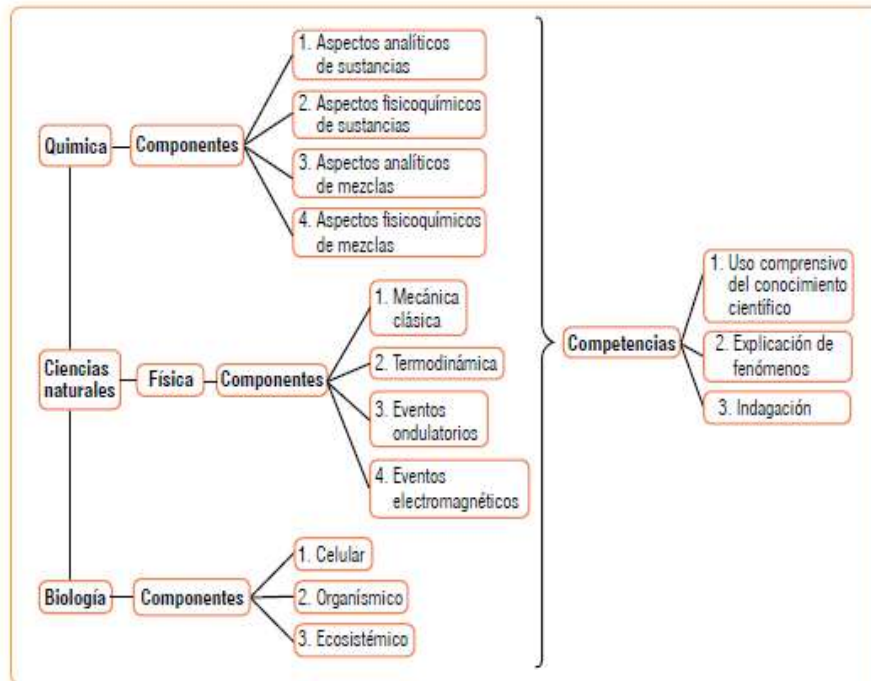 Quimica
Componentes
1. Aspectos analíticos
de sustancias
2. Aspectos fisicoquímicos
de sustancias
3. Aspectos analíticos
de mezclas
4. Aspectos fisicoquímicos
de mezclas
Ciencias
naturales
Física
Componentes
1. Mecánica
clásica
2. Termodinámica
3. Eventos
ondulatorios
4. Eventos
electromagnéticos
Biología
Componentes
1. Celular
2. Organísmico
3. Ecosistémico
Competencias
1. Uso comprensivo
del conocimiento
científico
2. Explicación de
fenómenos
3. Indagación